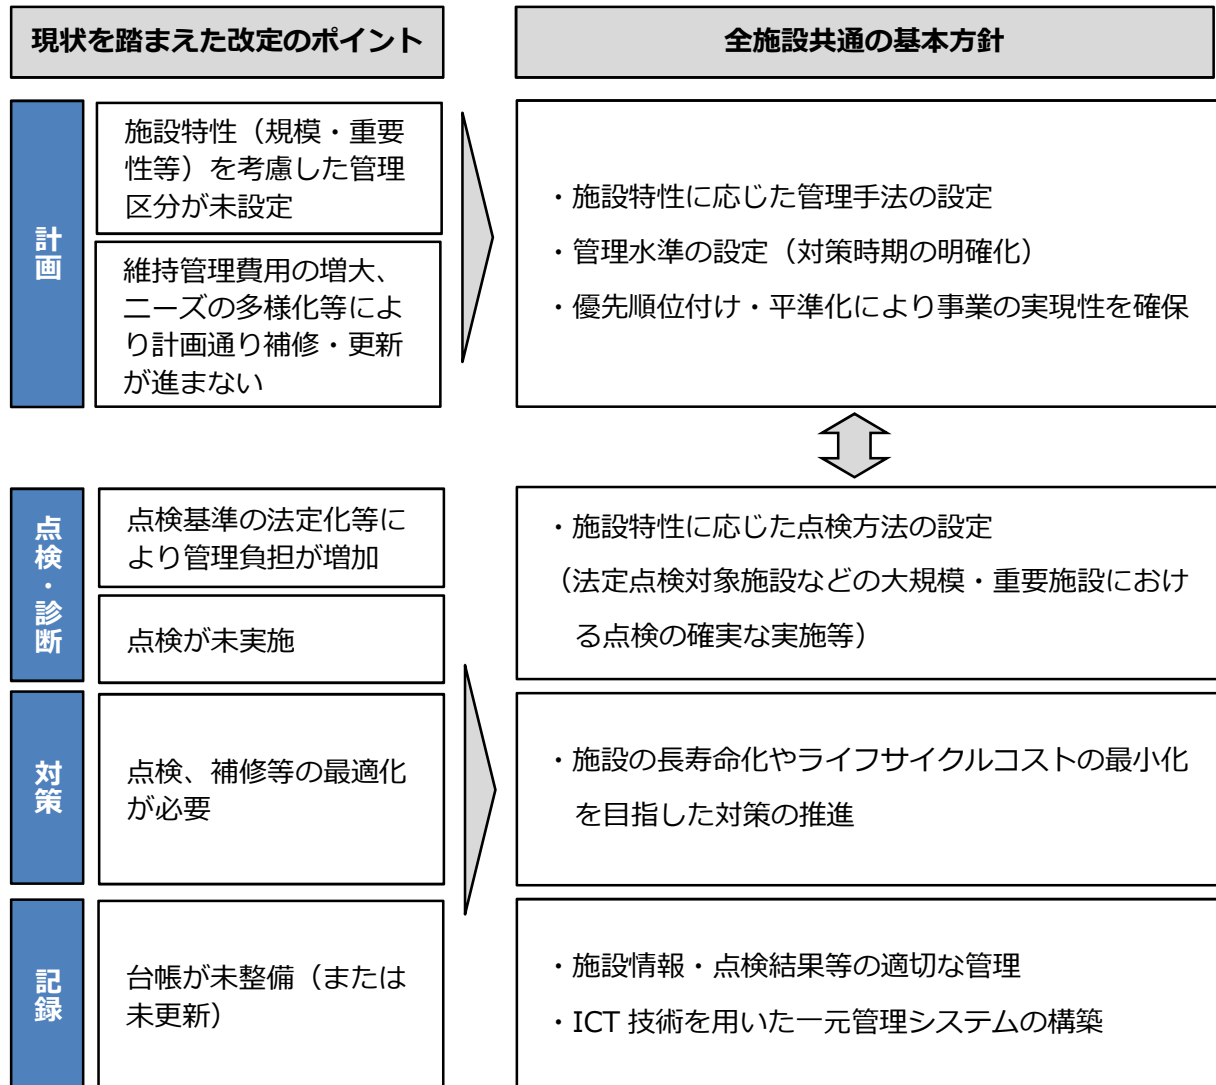 現状を踏まえた改定のポイント
全施設共通の基本方針
計画
施設特性（規模・重要
性等）を考慮した管理
区分が未設定
維持管理費用の増大、
ニーズの多様化等によ
り計画通り補修・更新
が進まない
・施設特性に応じた管理手法の設定
・管理水準の設定（対策時期の明確化）
・優先順位付け・平準化により事業の実現性を確保
点検・診断
点検基準の法定化等に
より管理負担が増加
点検が未実施
・施設特性に応じた点検方法の設定
（法定点検対象施設などの大規模・重要施設におけ
る点検の確実な実施等）
対策
点検、補修等の最適化
が必要
・施設の長寿命化やライフサイクルコストの最小化
を目指した対策の推進
記録
台帳が未整備（または
未更新）
・施設情報・点検結果等の適切な管理
・ICT 技術を用いた一元管理システムの構築